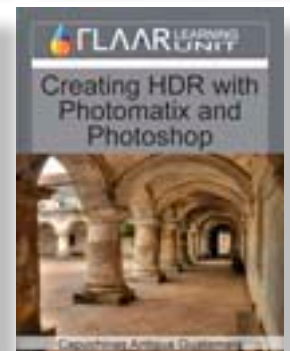 FLAAR LEARNING
UNIT
Creating HDR with
Photomatix and
Photoshop
Capuchinas Antigua Guatemala